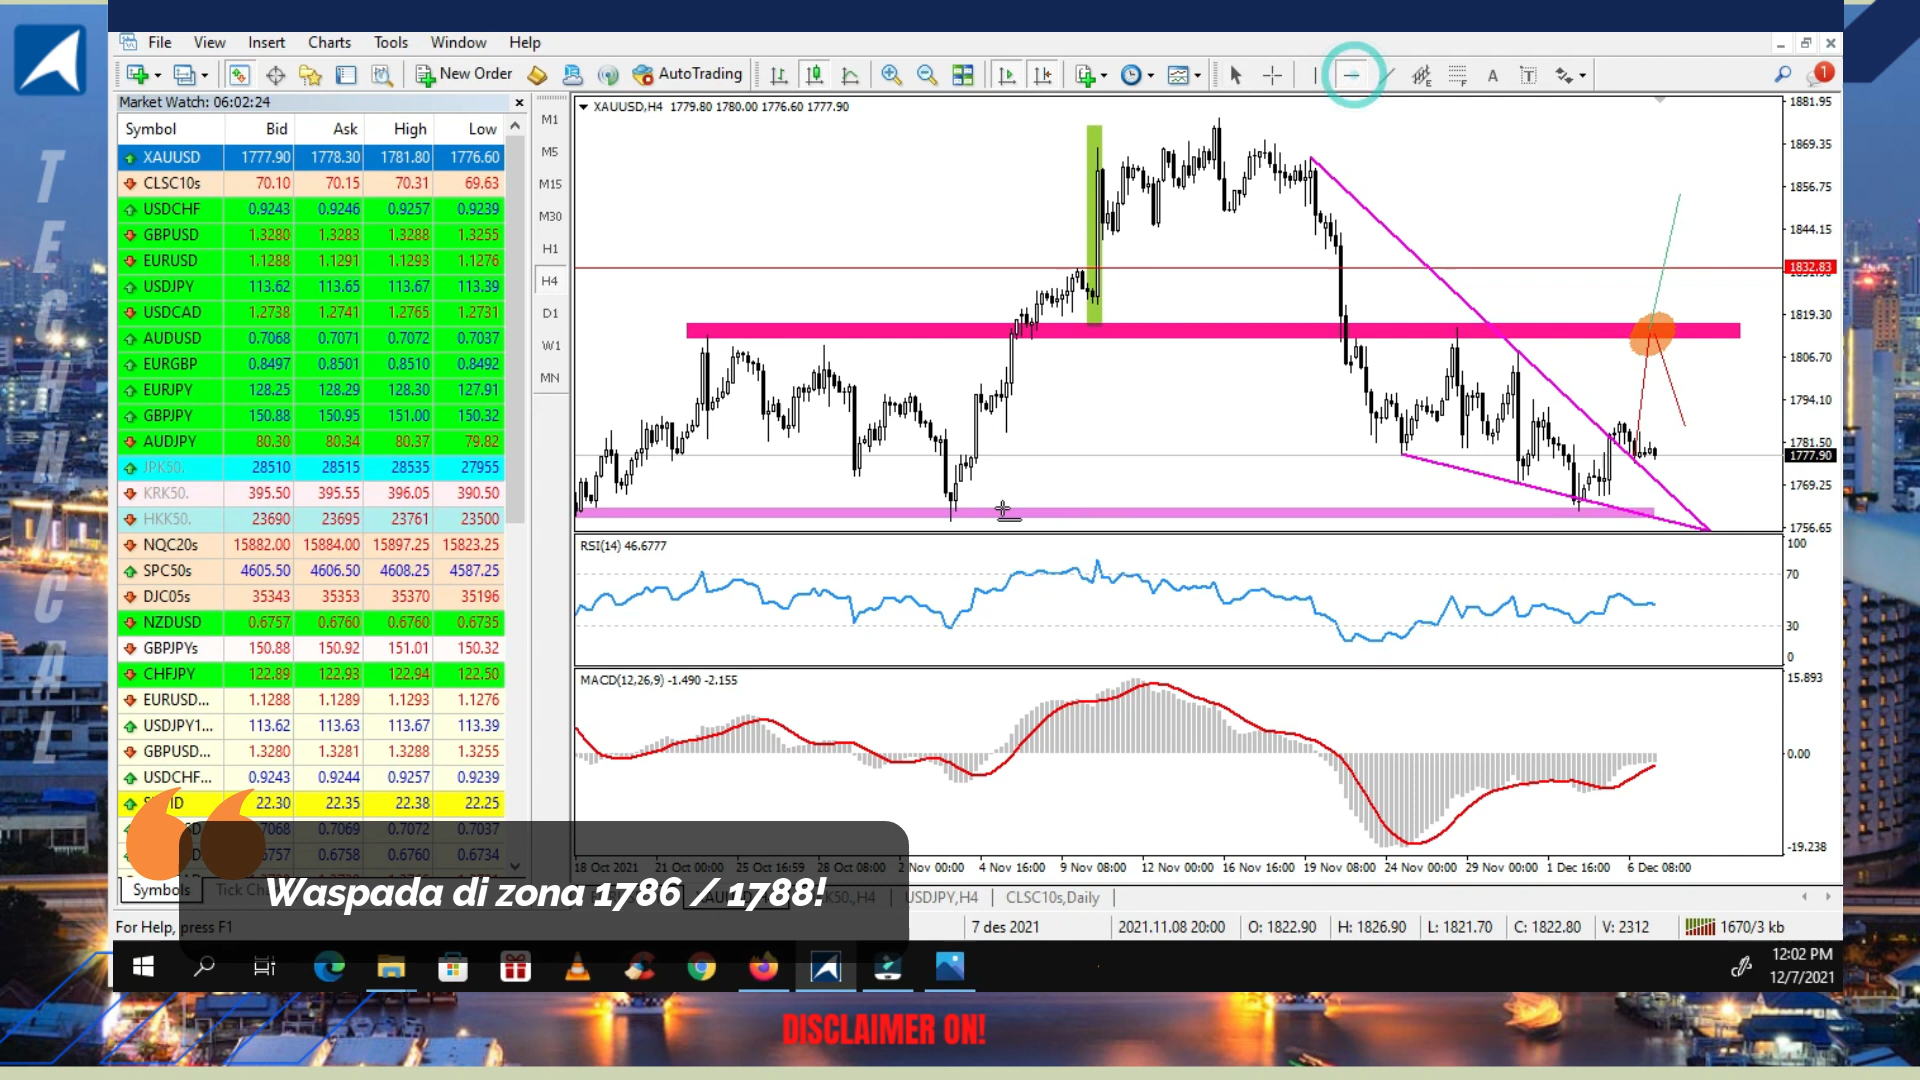 TECHNICAL
File View Insert Charts Tools Window Help
New Order AutoTrading
A T
1
Market Watch: 06:02:24
Symbol Bid Ask High Low
XAUUSD 1777.90 1778.30 1781.80 1776.60
CLSC10s 70.10 70.15 70.31 69.63
USDCHF 0.9243 0.9246 0.9257 0.9239
GBPUSD 1.3280 1.3283 1.3288 1.3255
EURUSD 1.1288 1.1291 1.1293 1.1276
USDJPY 113.62 113.65 113.67 113.39
USDCAD 1.2738 1.2741 1.2765 1.2731
AUDUSD 0.7068 0.7071 0.7072 0.7037
EURGBP 0.8497 0.8501 0.8510 0.8492
EURJPY 128.25 128.29 128.30 127.91
GBPJPY 150.88 150.95 151.00 150.32
AUDJPY 80.30 80.34 80.37 79.82
JPK50. 28510 28515 28535 27955
KRK50. 395.50 395.55 396.05 390.50
HKK50. 23690 23695 23761 23500
NQC20s 15882.00 15884.00 15897.25 15823.25
SPC50s 4605.50 4606.50 4608.25 4587.25
DJC05s 35343 35353 35370 35196
NZDUSD 0.6757 0.6760 0.6760 0.6735
GBPJPYs 150.88 150.92 151.01 150.32
CHFJPY 122.89 122.93 122.94 122.50
EURUSD... 1.1288 1.1289 1.1293 1.1276
USDJPY1... 113.62 113.63 113.67 113.39
GBPUSD... 1.3280 1.3281 1.3288 1.3255
USDCHF... 0.9243 0.9244 0.9257 0.9239
22.30 22.35 22.38 22.25
7068 0.7069 0.7072 0.7037
6757 0.6758 0.6760 0.6734
Symbols
M1
M5
M15
M30
H1
H4
D1
W1
MN
XAUUSD,H4 1779.80 1780.00 1776.60 1777.90
1881.95
1869.35
1856.75
1844.15
1832.83
1819.30
1806.70
1794.10
1781.50
1777.90
1769.25
1756.65
RSI(14) 46.6777
100
70
30
0
MACD(12,26,9) -1.490 -2.155
15.893
0.00
-19.238
18 Oct 2021 21 Oct 00:00 25 Oct 16:59 28 Oct 08:00 2 Nov 00:00 4 Nov 16:00 9 Nov 08:00 12 Nov 00:00 16 Nov 16:00 19 Nov 08:00 24 Nov 00:00 29 Nov 00:00 1 Dec 16:00 6 Dec 08:00
USDJPY,H4 CLSC10s,Daily
Waspada di zona 1786 / 1788!
For Help, press F1
7 des 2021 2021.11.08 20:00 O: 1822.90 H: 1826.90 L: 1821.70 C: 1822.80 V: 2312 1670/3 kb
12:02 PM
12/7/2021
DISCLAIMER ON!